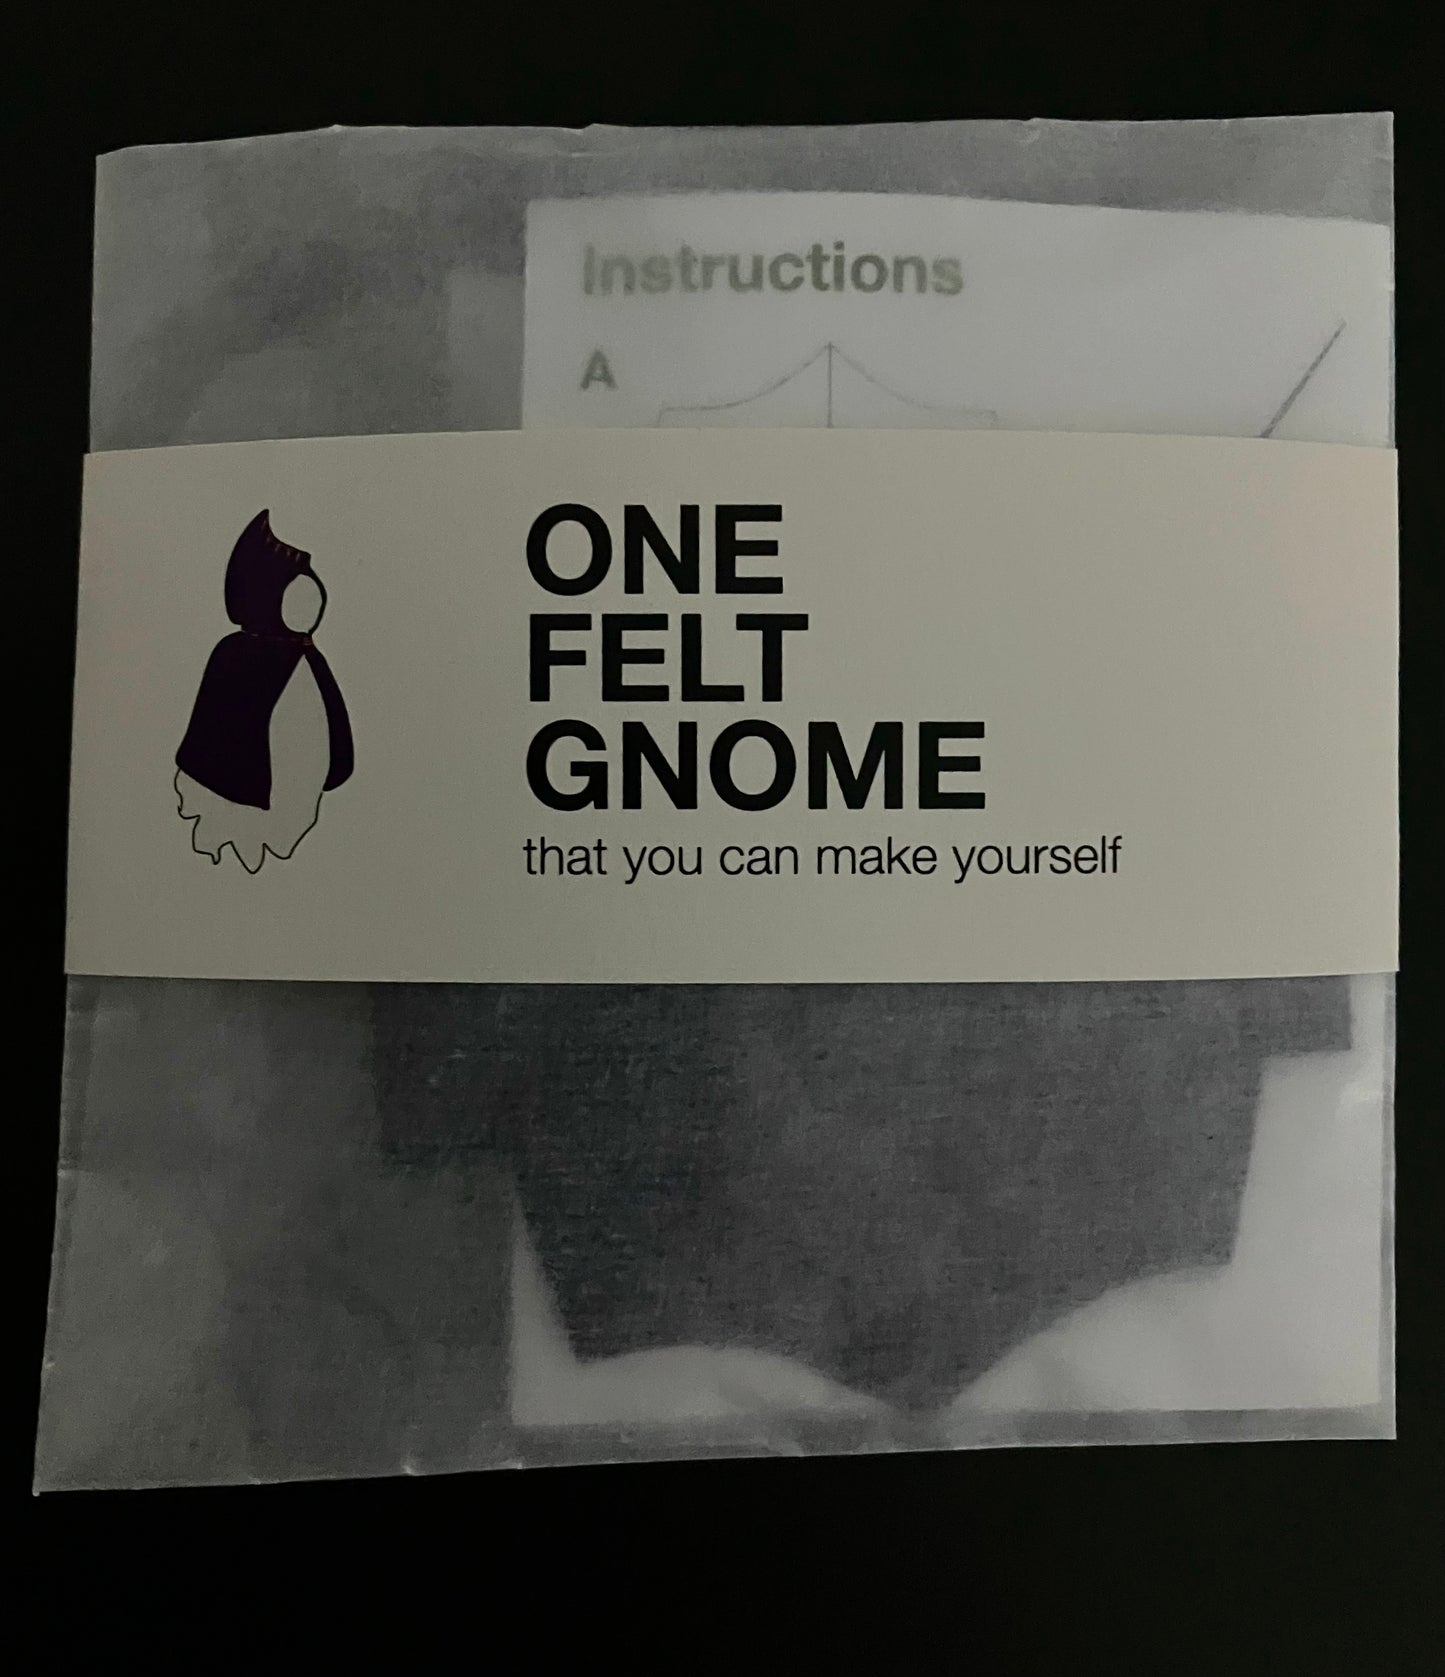 Instructions
A
ONE
FELT
GNOME
that you can make yourself